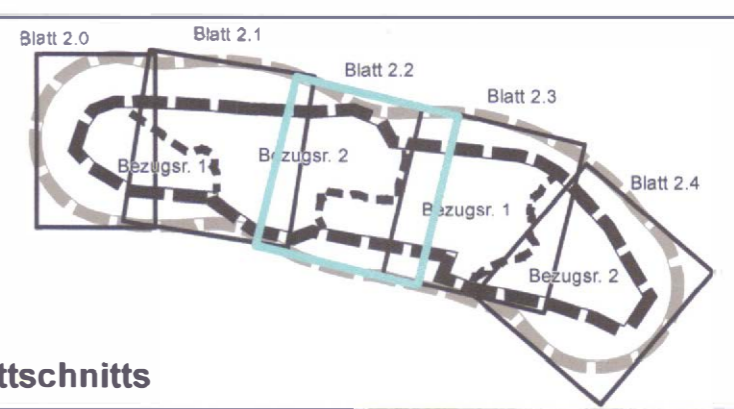 Blatt 2.0
Blatt 2.1
Blatt 2.2
Blatt 2.3
Blatt 2.4
Bezugsr. 1
Bezugsr. 2
Bezugsr. 1
Bezugsr. 2
ttschnitts